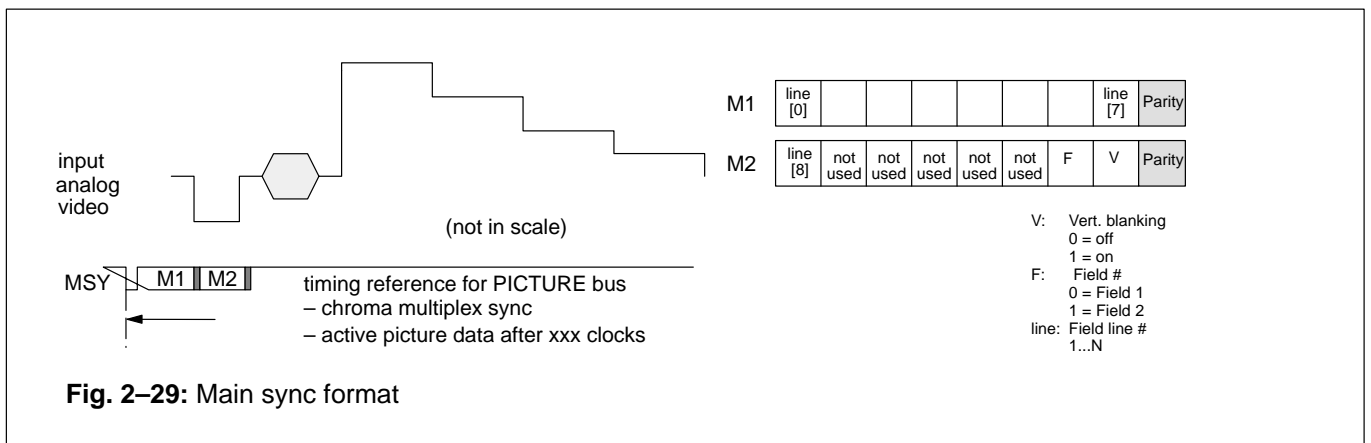 input
analog
video
(not in scale)
MSY
M1
M2
timing reference for PICTURE bus
– chroma multiplex sync
– active picture data after xxx clocks
M1
line
[0]
line
[7]
Parity
M2
line
[8]
not
used
not
used
not
used
not
used
not
used
F
V
Parity
V: Vert. blanking
0 = off
1 = on
F: Field #
0 = Field 1
1 = Field 2
line: Field line #
1...N
Fig. 2–29: Main sync format